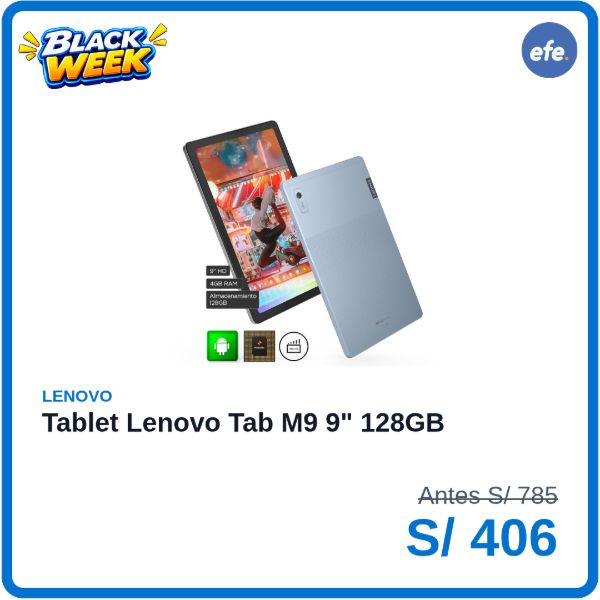 BLACK
WEEK
efe.
9" HD
4GB RAM
Almacenamiento
128GB
LENOVO
Tablet Lenovo Tab M9 9" 128GB
Antes S/ 785
S/ 406